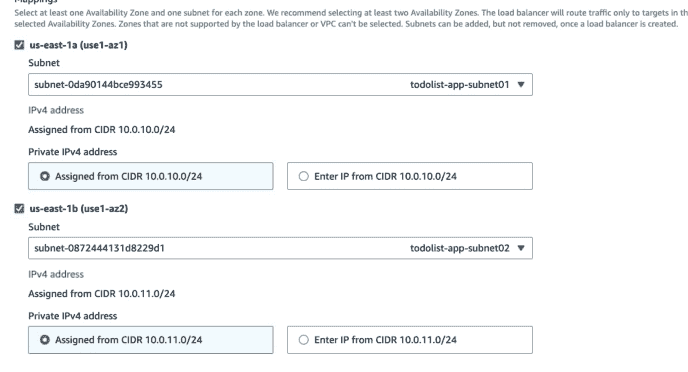 Mappings
Select at least one Availability Zone and one subnet for each zone. We recommend selecting at least two Availability Zones. The load balancer will route traffic only to targets in th
selected Availability Zones. Zones that are not supported by the load balancer or VPC can't be selected. Subnets can be added, but not removed, once a load balancer is created.
us-east-1a (use1-az1)
Subnet
subnet-0da90144bce993455 todolist-app-subnet01
IPv4 address
Assigned from CIDR 10.0.10.0/24
Private IPv4 address
Assigned from CIDR 10.0.10.0/24 Enter IP from CIDR 10.0.10.0/24
us-east-1b (use1-az2)
Subnet
subnet-0872444131d8229d1 todolist-app-subnet02
IPv4 address
Assigned from CIDR 10.0.11.0/24
Private IPv4 address
Assigned from CIDR 10.0.11.0/24 Enter IP from CIDR 10.0.11.0/24